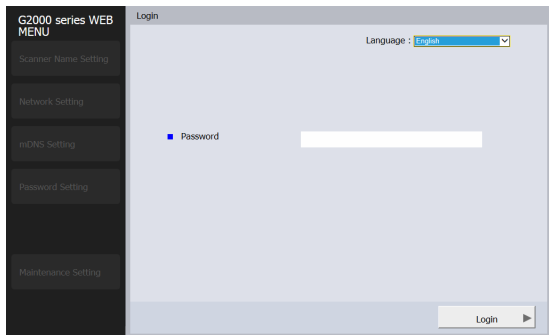 G2000 series WEB
MENU
Scanner Name Setting
Network Setting
mDNS Setting
Password Setting
Maintenance Setting
Login
Language : English
Password
Login